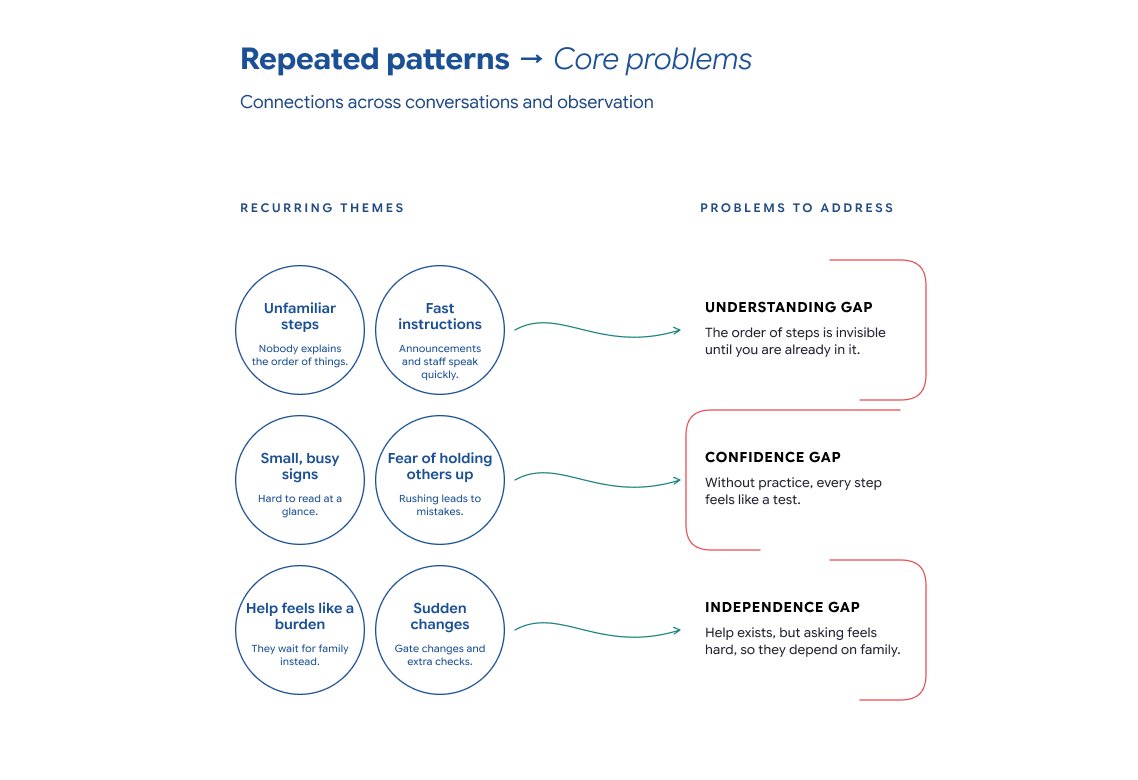 Repeated patterns → Core problems
Connections across conversations and observation
RECURRING THEMES
PROBLEMS TO ADDRESS
Unfamiliar
steps
Nobody explains
the order of things.
Fast
instructions
Announcements
and staff speak
quickly.
UNDERSTANDING GAP
The order of steps is invisible
until you are already in it.
Small, busy
signs
Hard to read at a
glance.
Fear of holding
others up
Rushing leads to
mistakes.
CONFIDENCE GAP
Without practice, every step
feels like a test.
Help feels like a
burden
They wait for family
instead.
Sudden
changes
Gate changes and
extra checks.
INDEPENDENCE GAP
Help exists, but asking feels
hard, so they depend on family.